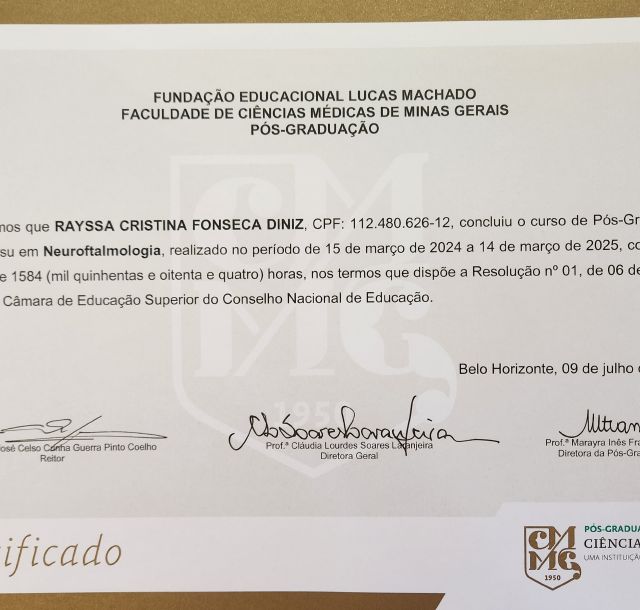 FUNDAÇÃO EDUCACIONAL LUCAS MACHADO
FACULDADE DE CIÊNCIAS MÉDICAS DE MINAS GERAIS
PÓS-GRADUAÇÃO
mos que RAYSSA CRISTINA FONSECA DINIZ, CPF: 112.480.626-12, concluiu o curso de Pós-Gr
su em Neuroftalmologia, realizado no período de 15 de março de 2024 a 14 de março de 2025, co
e 1584 (mil quinhentas e oitenta e quatro) horas, nos termos que dispõe a Resolução nº 01, de 06 de
Câmara de Educação Superior do Conselho Nacional de Educação.
Belo Horizonte, 09 de julho d
José Celso Cunha Guerra Pinto Coelho
Reitor
Prof.ª Cláudia Lourdes Soares Laranjeira
Diretora Geral
Prof.ª Marayra Inês Fra
Diretora da Pós-Gra
ificado
CMMG
1950
PÓS-GRADUA
CIÊNCIA
UMA INSTITUIÇÃO